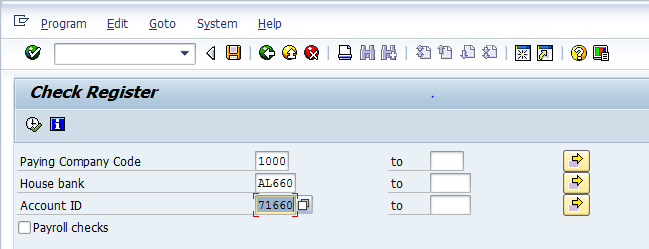 Program Edit Goto System Help
Check Register
Paying Company Code 1000 to
House bank AL660 to
Account ID 71660 to
Payroll checks